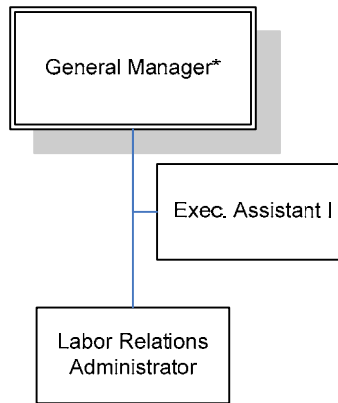 General Manager*
Exec. Assistant I
Labor Relations
Administrator